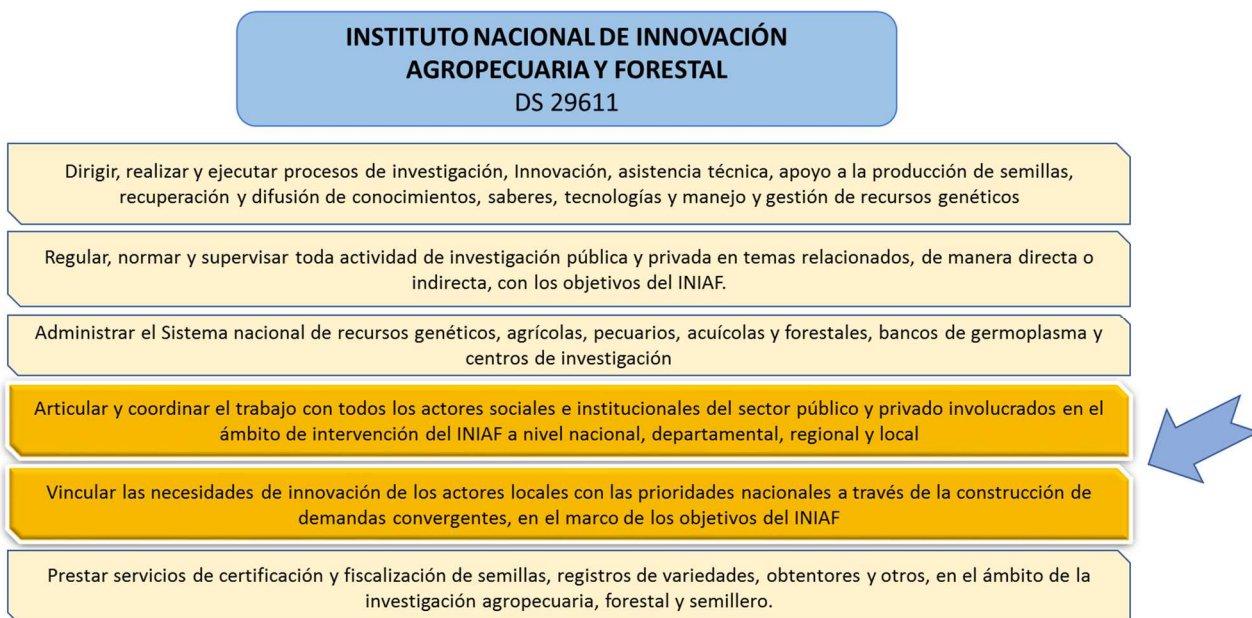 INSTITUTO NACIONAL DE INNOVACIÓN
AGROPECUARIA Y FORESTAL
DS 29611
Dirigir, realizar y ejecutar procesos de investigación, Innovación, asistencia técnica, apoyo a la producción de semillas,
recuperación y difusión de conocimientos, saberes, tecnologías y manejo y gestión de recursos genéticos
Regular, normar y supervisar toda actividad de investigación pública y privada en temas relacionados, de manera directa o
indirecta, con los objetivos del INIAF.
Administrar el Sistema nacional de recursos genéticos, agrícolas, pecuarios, acuícolas y forestales, bancos de germoplasma y
centros de investigación
Articular y coordinar el trabajo con todos los actores sociales e institucionales del sector público y privado involucrados en el
ámbito de intervención del INIAF a nivel nacional, departamental, regional y local
Vincular las necesidades de innovación de los actores locales con las prioridades nacionales a través de la construcción de
demandas convergentes, en el marco de los objetivos del INIAF
Prestar servicios de certificación y fiscalización de semillas, registros de variedades, obtentores y otros, en el ámbito de la
investigación agropecuaria, forestal y semillero.